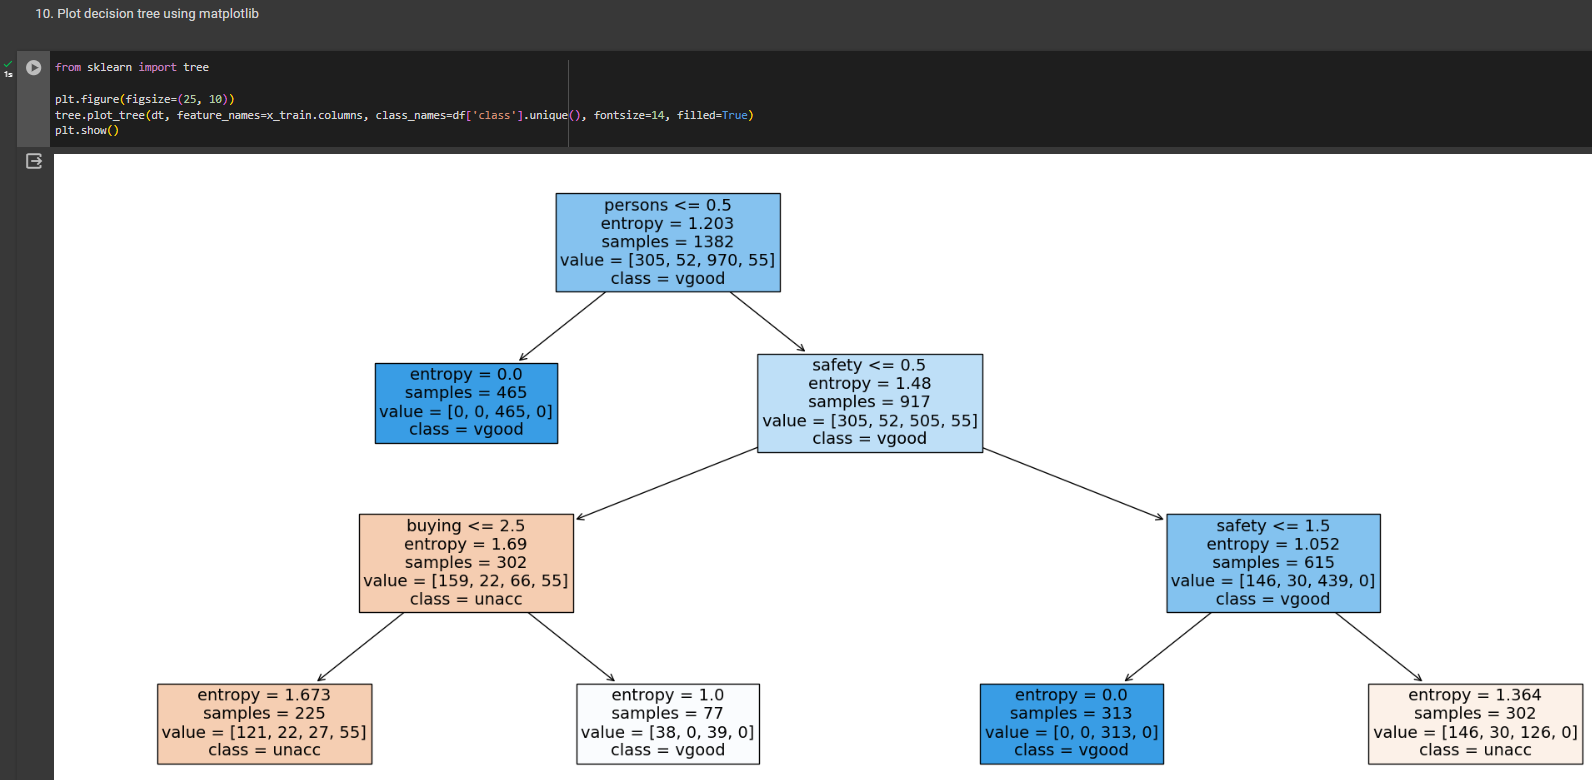 10. Plot decision tree using matplotlib
1s
from sklearn import tree
plt.figure(figsize=(25, 10))
tree.plot_tree(dt, feature_names=x_train.columns, class_names=df['class'].unique(), fontsize=14, filled=True)
plt.show()
persons <= 0.5
entropy = 1.203
samples = 1382
value = [305, 52, 970, 55]
class = vgood
entropy = 0.0
samples = 465
value = [0, 0, 465, 0]
class = vgood
safety <= 0.5
entropy = 1.48
samples = 917
value = [305, 52, 505, 55]
class = vgood
buying <= 2.5
entropy = 1.69
samples = 302
value = [159, 22, 66, 55]
class = unacc
safety <= 1.5
entropy = 1.052
samples = 615
value = [146, 30, 439, 0]
class = vgood
entropy = 1.673
samples = 225
value = [121, 22, 27, 55]
class = unacc
entropy = 1.0
samples = 77
value = [38, 0, 39, 0]
class = vgood
entropy = 0.0
samples = 313
value = [0, 0, 313, 0]
class = vgood
entropy = 1.364
samples = 302
value = [146, 30, 126, 0]
class = unacc